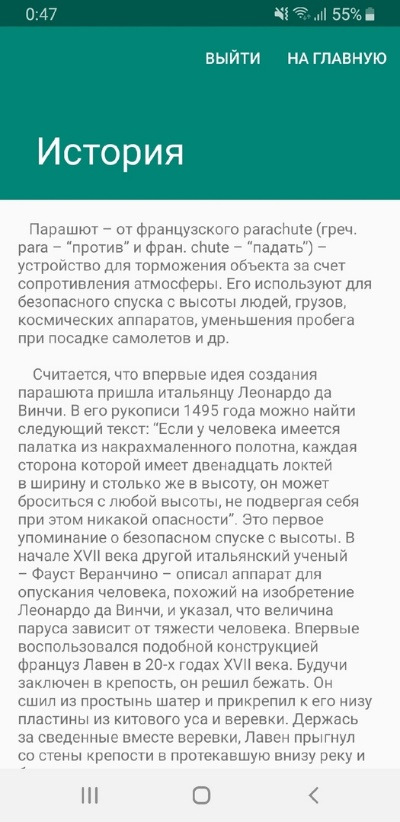 0:47
55%
ВЫЙТИ НА ГЛАВНУЮ
История
Парашют – от французского parachute (греч.
para – “против” и фран. chute – “падать”) –
устройство для торможения объекта за счет
сопротивления атмосферы. Его используют для
безопасного спуска с высоты людей, грузов,
космических аппаратов, уменьшения пробега
при посадке самолетов и др.
Считается, что впервые идея создания
парашюта пришла итальянцу Леонардо да
Винчи. В его рукописи 1495 года можно найти
следующий текст: “Если у человека имеется
палатка из накрахмаленного полотна, каждая
сторона которой имеет двенадцать локтей
в ширину и столько же в высоту, он может
броситься с любой высоты, не подвергая себя
при этом никакой опасности”. Это первое
упоминание о безопасном спуске с высоты. В
начале XVII века другой итальянский ученый
– Фауст Веранчино – описал аппарат для
опускания человека, похожий на изобретение
Леонардо да Винчи, и указал, что величина
паруса зависит от тяжести человека. Впервые
воспользовался подобной конструкцией
француз Лавен в 20-х годах XVII века. Будучи
заключен в крепость, он решил бежать. Он
сшил из простынь шатер и прикрепил к его низу
пластины из китового уса и веревки. Держась
за сведенные вместе веревки, Лавен прыгнул
со стены крепости в протекавшую внизу реку и